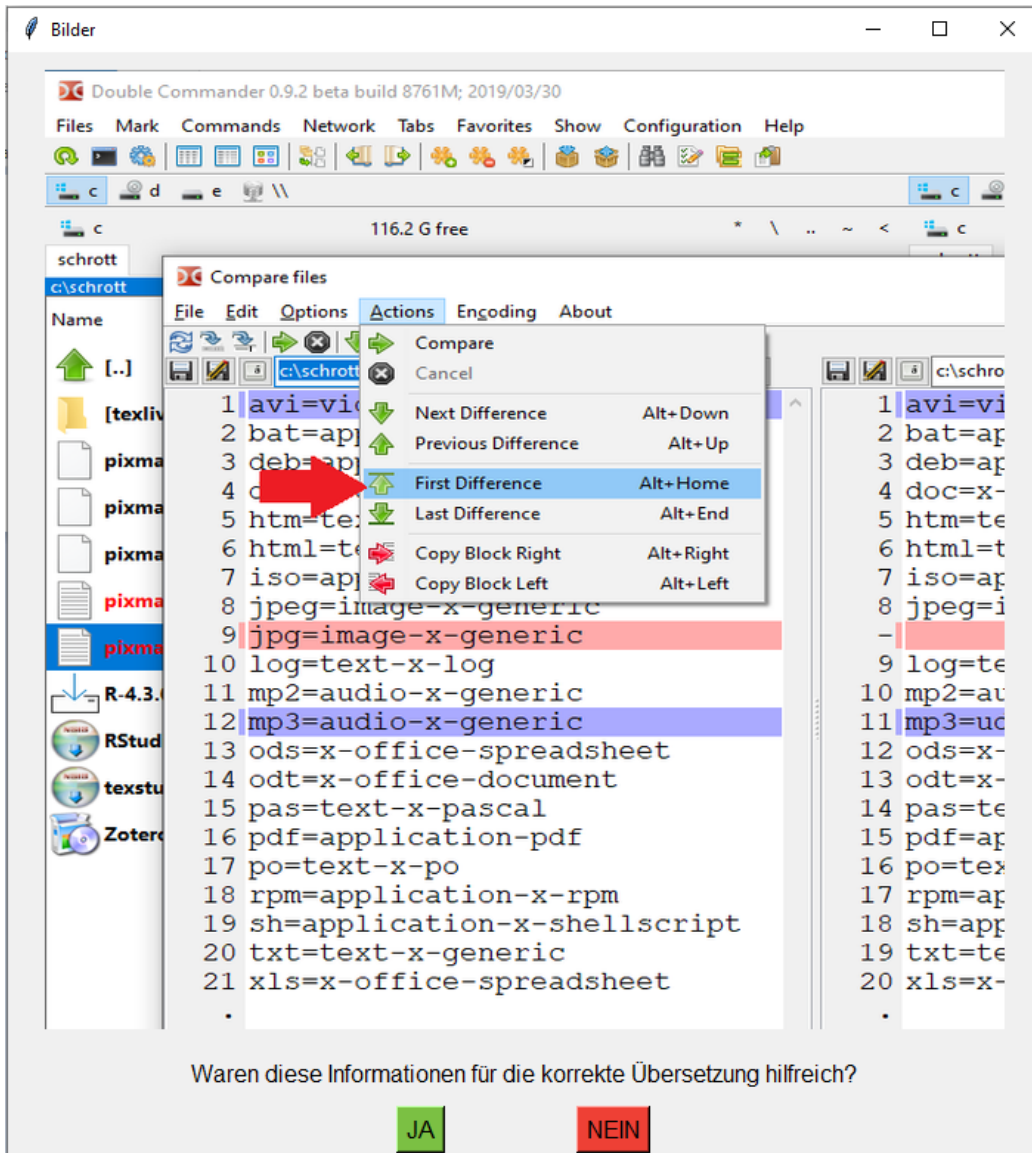 Bilder
Double Commander 0.9.2 beta build 8761M; 2019/03/30
Files Mark Commands Network Tabs Favorites Show Configuration Help
c d e \\ c
c 116.2 G free * \ .. ~ < c
schrott
c:\schrott
Compare files
Name
File Edit Options Actions Encoding About
[..]
[texliv
pixma
pixma
pixma
pixma
pixma
R-4.3.
RStud
texstu
Zotero
Compare
Cancel
Next Difference Alt+Down
Previous Difference Alt+Up
First Difference Alt+Home
Last Difference Alt+End
Copy Block Right Alt+Right
Copy Block Left Alt+Left
c:\schrott
1 avi=vi
2 bat=app
3 deb=app
4
5 htm=te
6 html=te
7 iso=app
8 jpeg=image-x-generic
9 jpg=image-x-generic
10 log=text-x-log
11 mp2=audio-x-generic
12 mp3=audio-x-generic
13 ods=x-office-spreadsheet
14 odt=x-office-document
15 pas=text-x-pascal
16 pdf=application-pdf
17 po=text-x-po
18 rpm=application-x-rpm
19 sh=application-x-shellscript
20 txt=text-x-generic
21 xls=x-office-spreadsheet
c:\schro
1 avi=vi
2 bat=ap
3 deb=ap
4 doc=x-
5 htm=te
6 html=t
7 iso=ap
8 jpeg=i
-
9 log=te
10 mp2=au
11 mp3=uc
12 ods=x-
13 odt=x-
14 pas=te
15 pdf=ap
16 po=tex
17 rpm=ap
18 sh=app
19 txt=te
20 xls=x-
Waren diese Informationen für die korrekte Übersetzung hilfreich?
JA NEIN